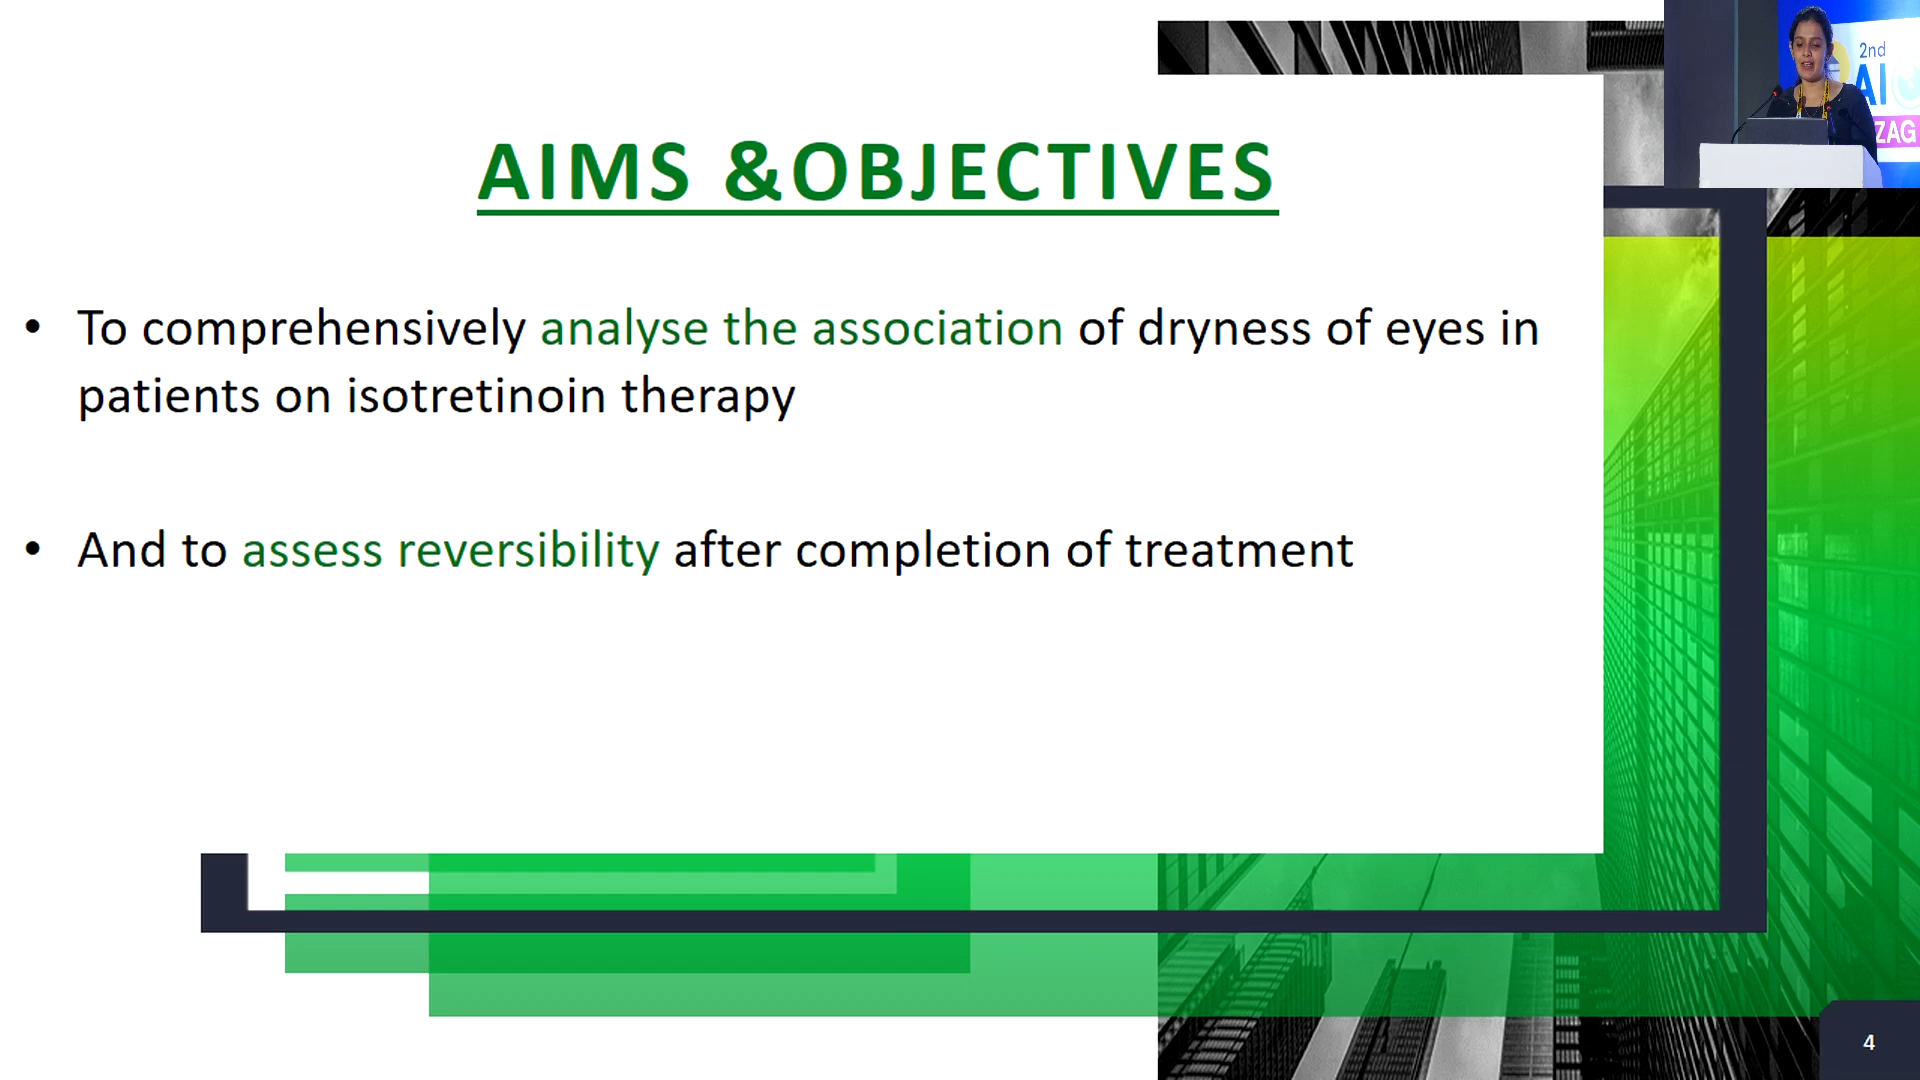 AIMS &OBJECTIVES
• To comprehensively analyse the association of dryness of eyes in
patients on isotretinoin therapy
• And to assess reversibility after completion of treatment
2nd
AI
ZAG
4